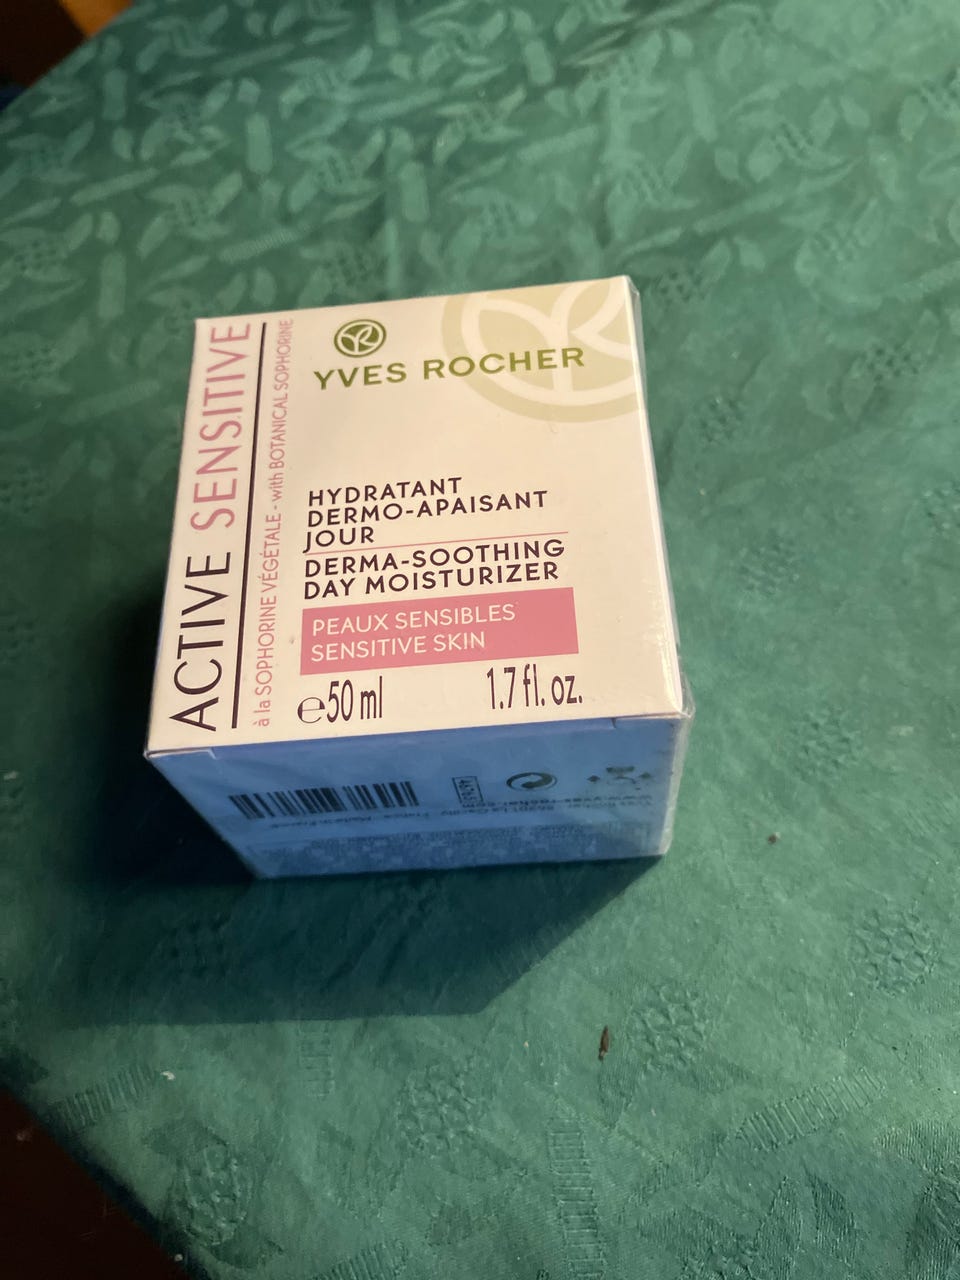 ACTIVE SENSITIVE
à la SOPHORINE VÉGÉTALE - with BOTANICAL SOPHORINE
YVES ROCHER
HYDRATANT
DERMO-APAISANT
JOUR
DERMA-SOOTHING
DAY MOISTURIZER
PEAUX SENSIBLES
SENSITIVE SKIN
℮50 ml 1.7 fl. oz.